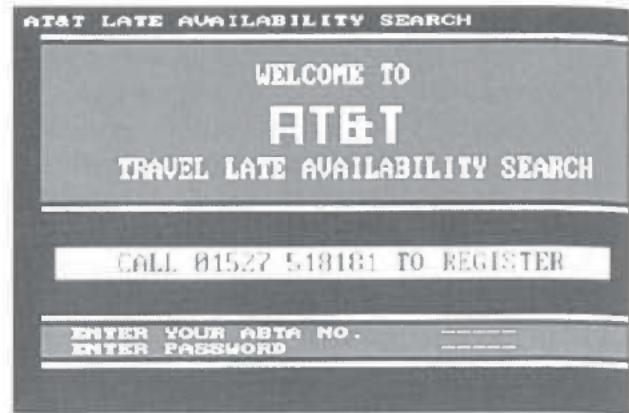 AT&T LATE AVAILABILITY SEARCH
WELCOME TO
AT&T
TRAVEL LATE AVAILABILITY SEARCH
CALL 01527 518181 TO REGISTER
ENTER YOUR ABTA NO. -----
ENTER PASSWORD -----